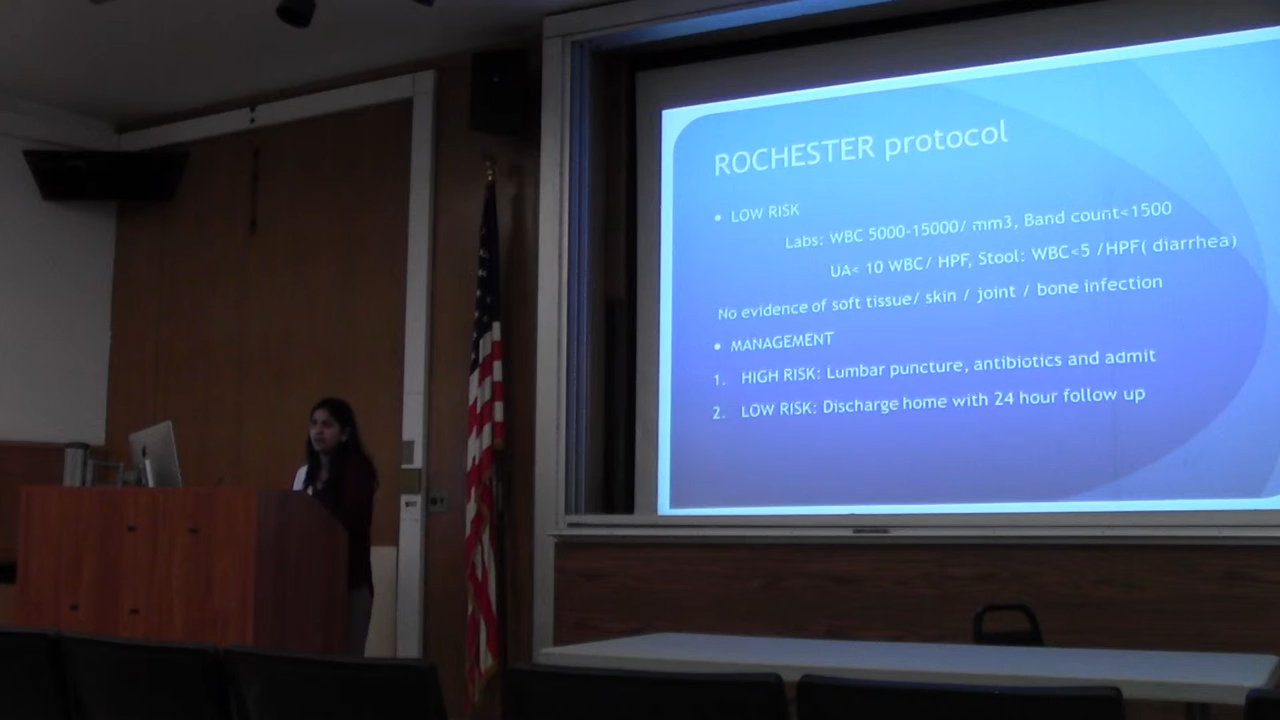 ROCHESTER protocol
• LOW RISK
Labs: WBC 5000-15000/ mm3, Band count<1500
UA< 10 WBC/ HPF, Stool: WBC<5 /HPF( diarrhea)
No evidence of soft tissue/ skin / joint / bone infection
• MANAGEMENT
1. HIGH RISK: Lumbar puncture, antibiotics and admit
2. LOW RISK: Discharge home with 24 hour follow up